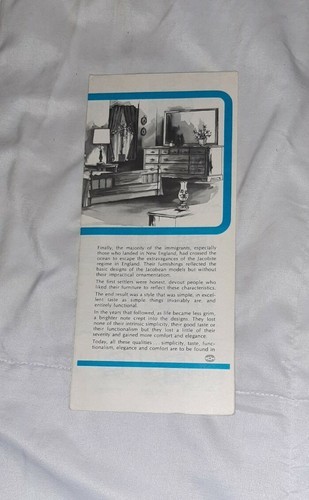 Finally, the majority of the immigrants, especially
those who landed in New England, had crossed the
ocean to escape the extravagances of the Jacobite
regime in England. Their furnishings reflected the
Basic designs of the Jacobean models but without
their impractical ornamentation.
The first settlers were honest, devout people who
liked their furniture to reflect these characteristics.
The end result was a style that was simple, in excel-
lent taste as simple things invariably are and
entirely functional.
In the years that followed, as life became less grim,
a brighter note crept into the designs. They lost
none of their intrinsic simplicity, their good taste or
their functionalism but they lost a little of their
severity and gained more comfort and elegance.
Today, all these qualities ... simplicity, taste, func-
tionalism, elegance and comfort are to be found in